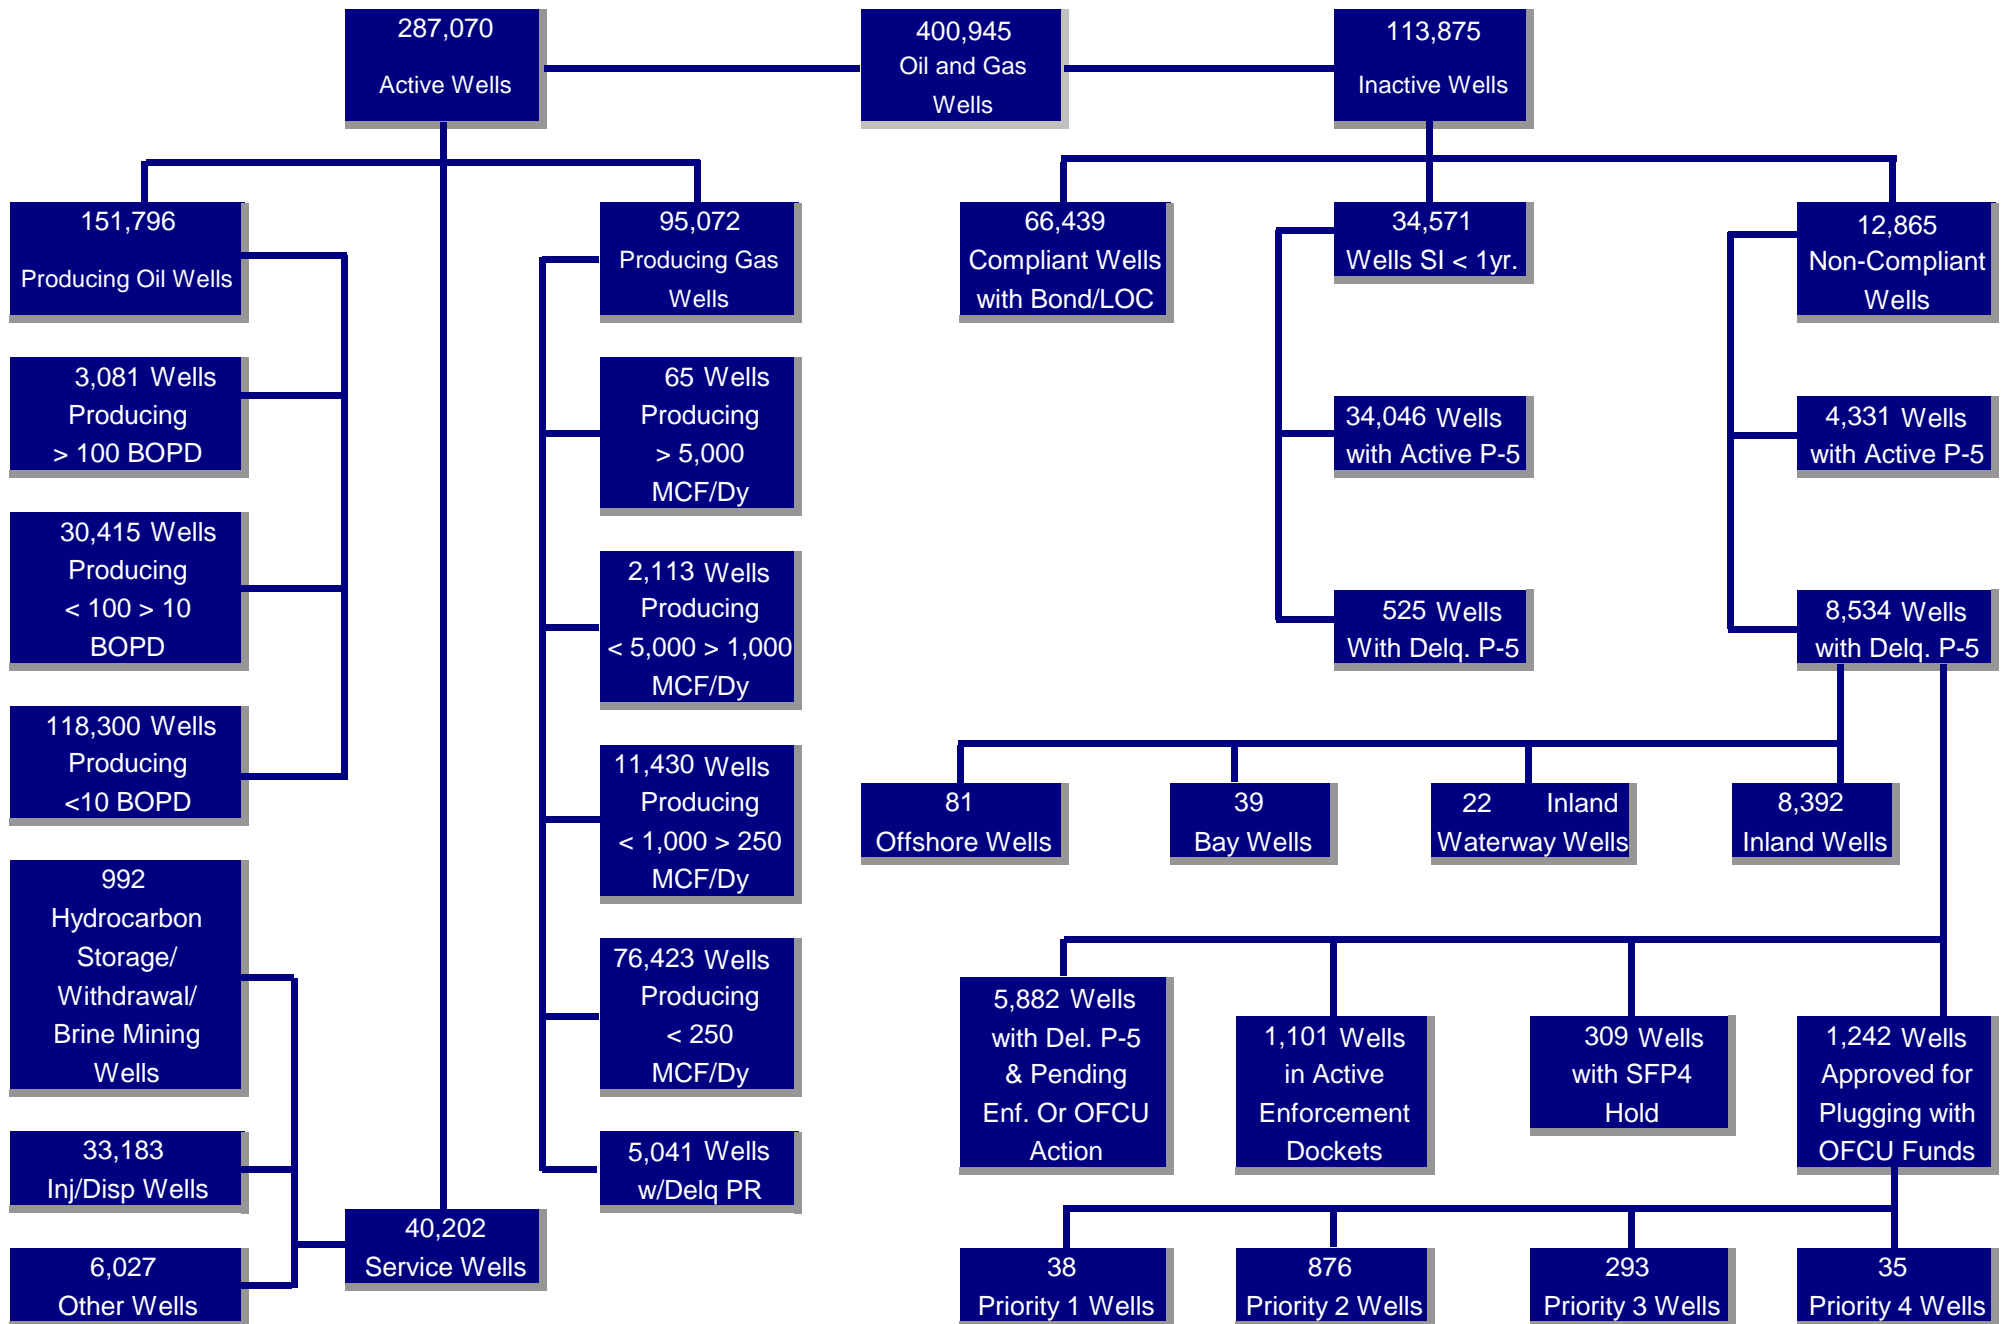 287,070
Active Wells
400,945
Oil and Gas
Wells
113,875
Inactive Wells
151,796
Producing Oil Wells
95,072
Producing Gas
Wells
66,439
Compliant Wells
with Bond/LOC
34,571
Wells SI < 1yr.
12,865
Non-Compliant
Wells
3,081 Wells
Producing
> 100 BOPD
65 Wells
Producing
> 5,000
MCF/Dy
34,046 Wells
with Active P-5
4,331 Wells
with Active P-5
30,415 Wells
Producing
< 100 > 10
BOPD
2,113 Wells
Producing
< 5,000 > 1,000
MCF/Dy
525 Wells
With Delq. P-5
8,534 Wells
with Delq. P-5
118,300 Wells
Producing
<10 BOPD
11,430 Wells
Producing
< 1,000 > 250
MCF/Dy
81
Offshore Wells
39
Bay Wells
22 Inland
Waterway Wells
8,392
Inland Wells
992
Hydrocarbon
Storage/
Withdrawal/
Brine Mining
Wells
76,423 Wells
Producing
< 250
MCF/Dy
5,882 Wells
with Del. P-5
& Pending
Enf. Or OFCU
Action
1,101 Wells
in Active
Enforcement
Dockets
309 Wells
with SFP4
Hold
1,242 Wells
Approved for
Plugging with
OFCU Funds
33,183
Inj/Disp Wells
5,041 Wells
w/Delq PR
40,202
Service Wells
6,027
Other Wells
38
Priority 1 Wells
876
Priority 2 Wells
293
Priority 3 Wells
35
Priority 4 Wells